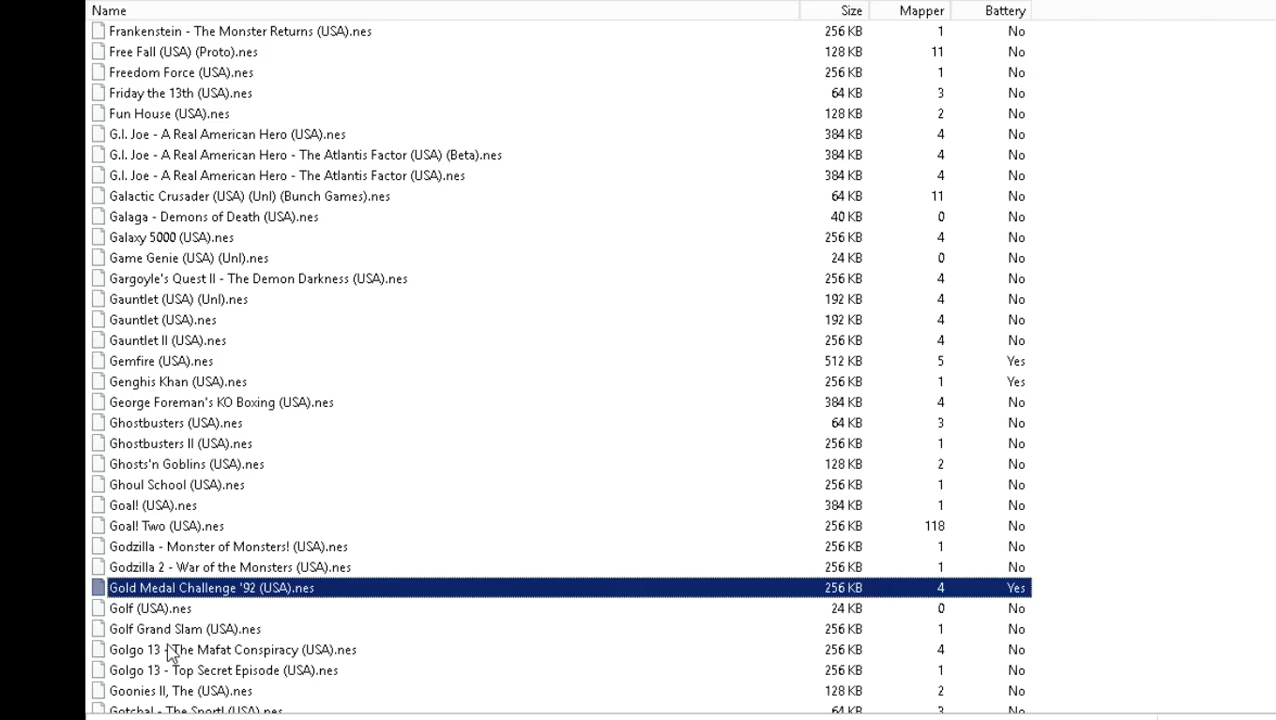 Name Size Mapper Battery
Frankenstein - The Monster Returns (USA).nes 256 KB 1 No
Free Fall (USA) (Proto).nes 128 KB 11 No
Freedom Force (USA).nes 256 KB 1 No
Friday the 13th (USA).nes 64 KB 3 No
Fun House (USA).nes 128 KB 2 No
G.I. Joe - A Real American Hero (USA).nes 384 KB 4 No
G.I. Joe - A Real American Hero - The Atlantis Factor (USA) (Beta).nes 384 KB 4 No
G.I. Joe - A Real American Hero - The Atlantis Factor (USA).nes 384 KB 4 No
Galactic Crusader (USA) (Unl) (Bunch Games).nes 64 KB 11 No
Galaga - Demons of Death (USA).nes 40 KB 0 No
Galaxy 5000 (USA).nes 256 KB 4 No
Game Genie (USA) (Unl).nes 24 KB 0 No
Gargoyle's Quest II - The Demon Darkness (USA).nes 256 KB 4 No
Gauntlet (USA) (Unl).nes 192 KB 4 No
Gauntlet (USA).nes 192 KB 4 No
Gauntlet II (USA).nes 256 KB 4 No
Gemfire (USA).nes 512 KB 5 Yes
Genghis Khan (USA).nes 256 KB 1 Yes
George Foreman's KO Boxing (USA).nes 384 KB 4 No
Ghostbusters (USA).nes 64 KB 3 No
Ghostbusters II (USA).nes 256 KB 1 No
Ghosts'n Goblins (USA).nes 128 KB 2 No
Ghoul School (USA).nes 256 KB 1 No
Goal! (USA).nes 384 KB 1 No
Goal! Two (USA).nes 256 KB 118 No
Godzilla - Monster of Monsters! (USA).nes 256 KB 1 No
Godzilla 2 - War of the Monsters (USA).nes 256 KB 1 No
Gold Medal Challenge '92 (USA).nes 256 KB 4 Yes
Golf (USA).nes 24 KB 0 No
Golf Grand Slam (USA).nes 256 KB 1 No
Golgo 13 - The Mafat Conspiracy (USA).nes 256 KB 4 No
Golgo 13 - Top Secret Episode (USA).nes 256 KB 1 No
Goonies II, The (USA).nes 128 KB 2 No
Gotcha! - The Sport! (USA).nes 64 KB 3 No